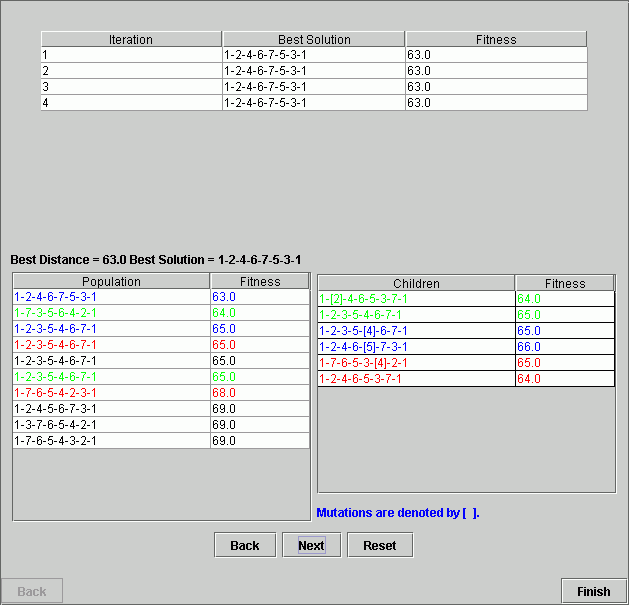 Iteration Best Solution Fitness
1 1-2-4-6-7-5-3-1 63.0
2 1-2-4-6-7-5-3-1 63.0
3 1-2-4-6-7-5-3-1 63.0
4 1-2-4-6-7-5-3-1 63.0
Best Distance = 63.0 Best Solution = 1-2-4-6-7-5-3-1
Population Fitness
1-2-4-6-7-5-3-1 63.0
1-7-3-5-6-4-2-1 64.0
1-2-3-5-4-6-7-1 65.0
1-2-3-5-4-6-7-1 65.0
1-2-3-5-4-6-7-1 65.0
1-2-3-5-4-6-7-1 65.0
1-7-6-5-4-2-3-1 68.0
1-2-4-5-6-7-3-1 69.0
1-3-7-6-5-4-2-1 69.0
1-7-6-5-4-3-2-1 69.0
Children Fitness
1-[2]-4-6-5-3-7-1 64.0
1-2-3-5-4-6-7-1 65.0
1-2-3-5-[4]-6-7-1 65.0
1-2-4-6-[5]-7-3-1 66.0
1-7-6-5-3-[4]-2-1 65.0
1-2-4-6-5-3-7-1 64.0
Mutations are denoted by [ ].
Back Next Reset
Back Finish